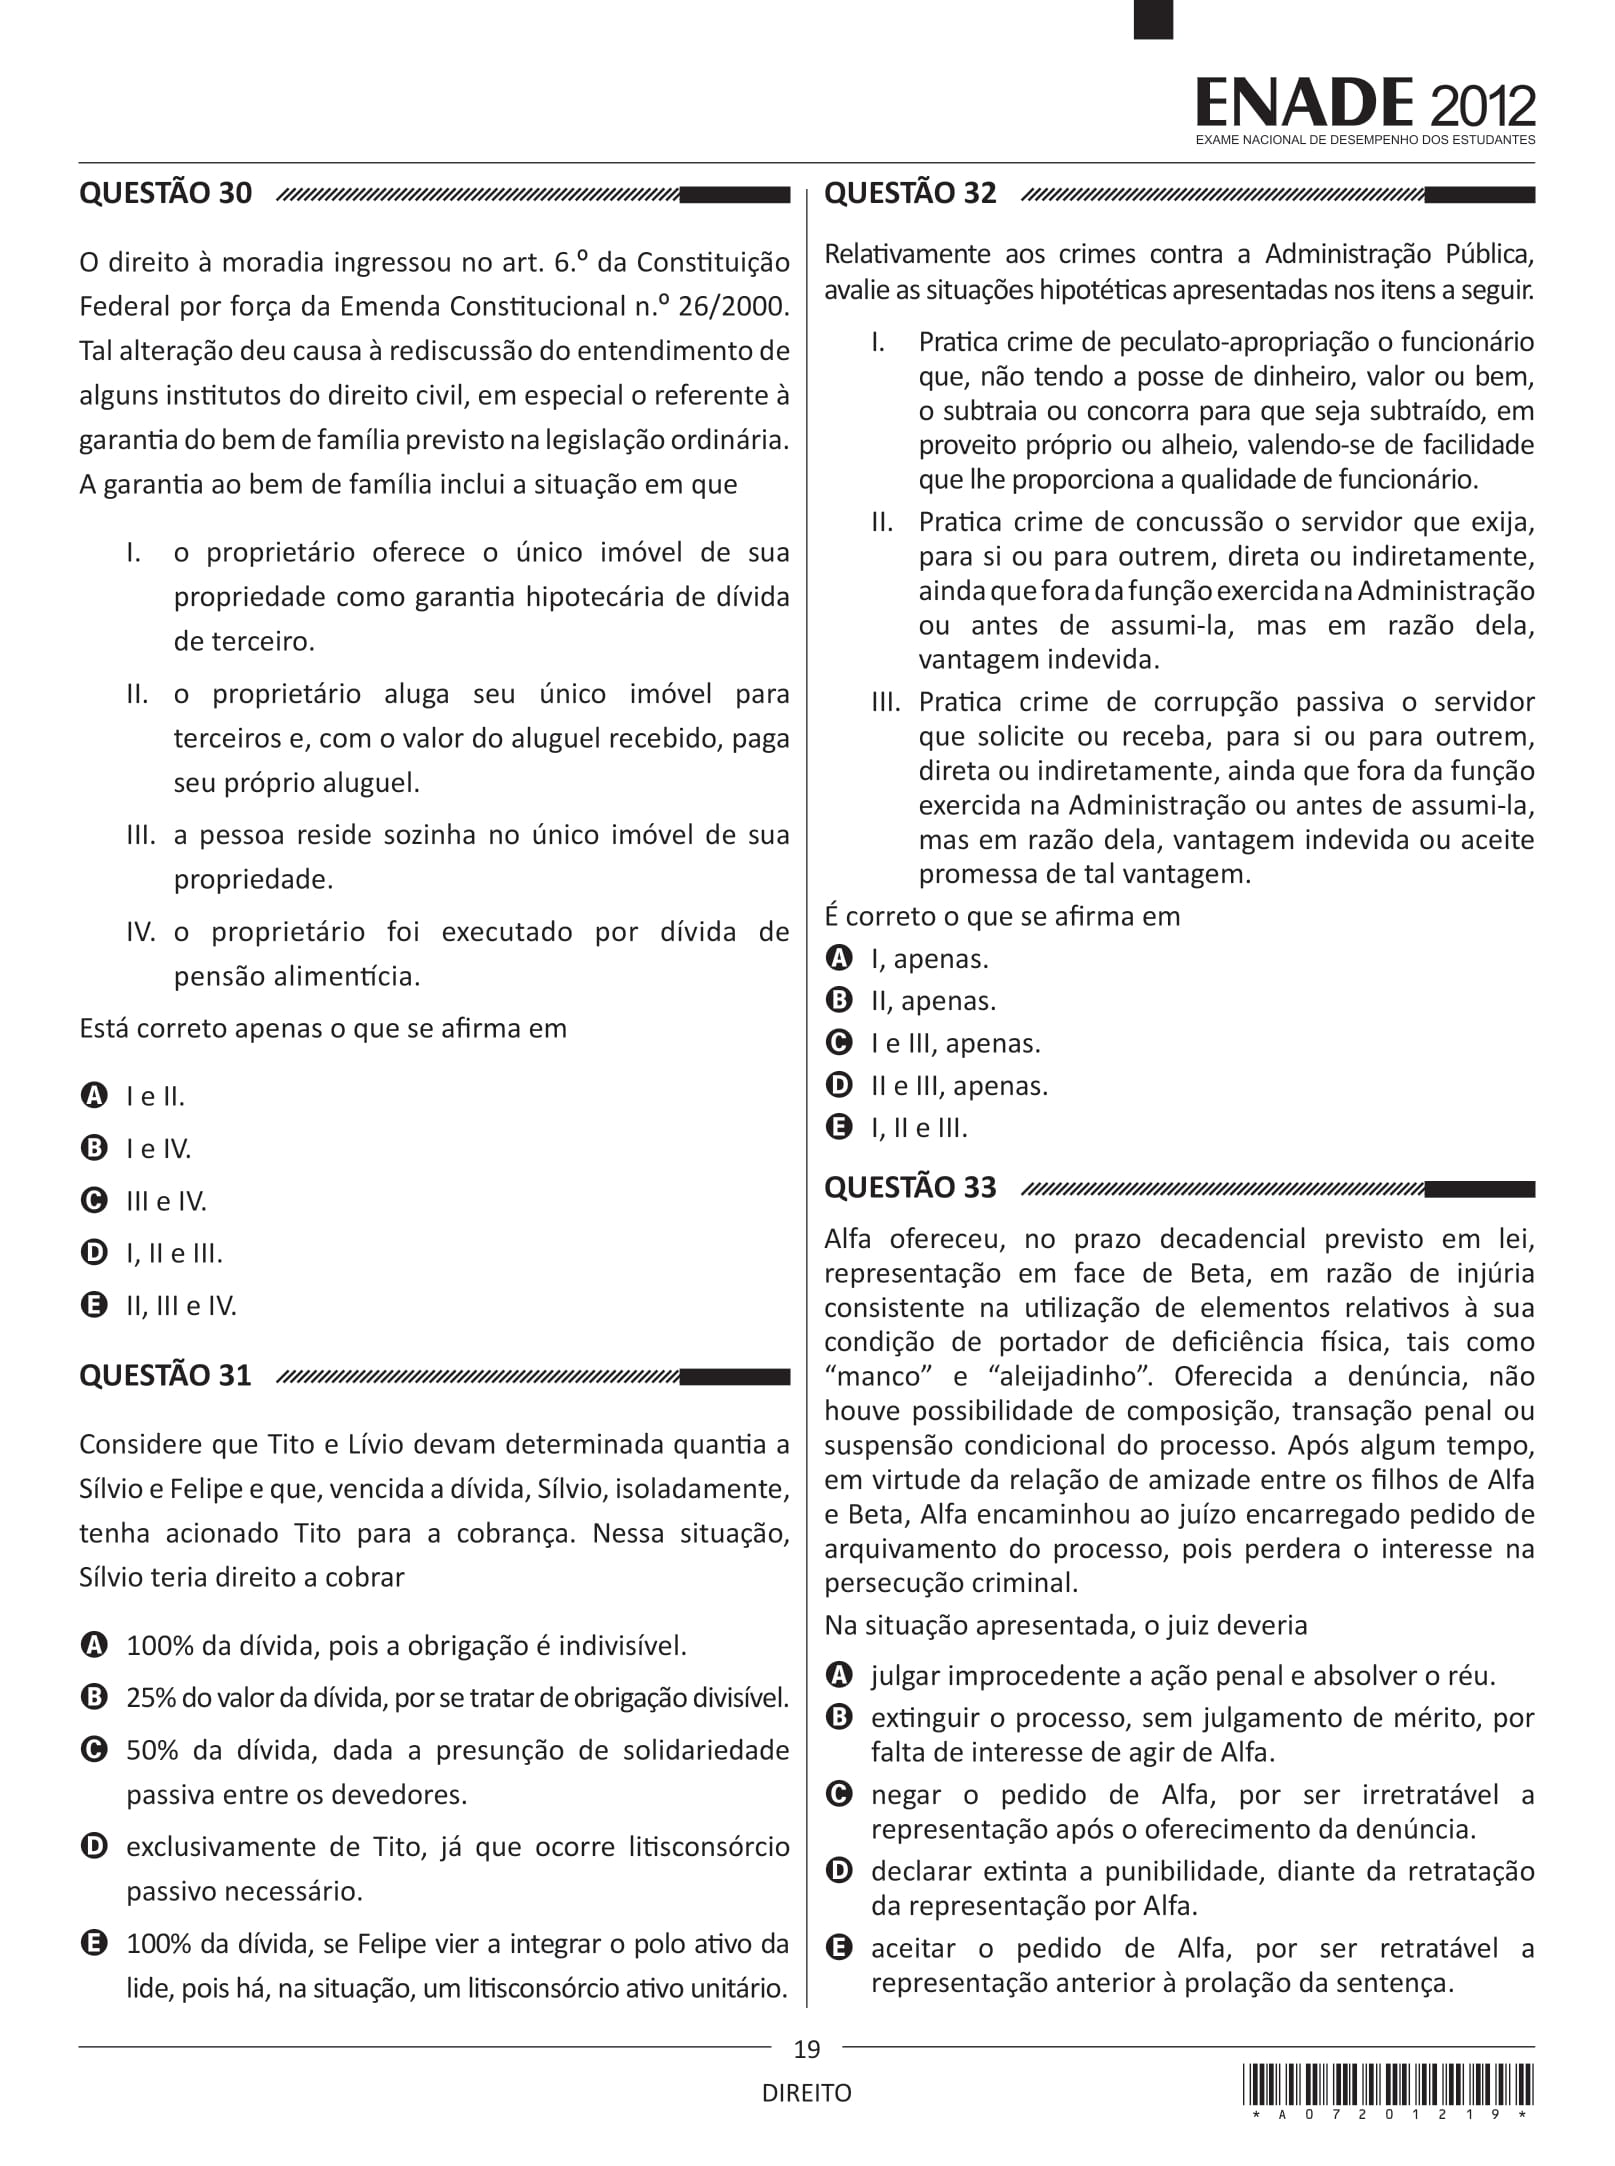 ENADE 2012
EXAME NACIONAL DE DESEMPENHO DOS ESTUDANTES
QUESTÃO 30
O direito à moradia ingressou no art. 6.º da Constituição
Federal por força da Emenda Constitucional n.º 26/2000.
Tal alteração deu causa à rediscussão do entendimento de
alguns institutos do direito civil, em especial o referente à
garantia do bem de família previsto na legislação ordinária.
A garantia ao bem de família inclui a situação em que
I. o proprietário oferece o único imóvel de sua
propriedade como garantia hipotecária de dívida
de terceiro.
II. o proprietário aluga seu único imóvel para
terceiros e, com o valor do aluguel recebido, paga
seu próprio aluguel.
III. a pessoa reside sozinha no único imóvel de sua
propriedade.
IV. o proprietário foi executado por dívida de
pensão alimentícia.
Está correto apenas o que se afirma em
A I e II.
B I e IV.
C III e IV.
D I, II e III.
E II, III e IV.
QUESTÃO 31
Considere que Tito e Lívio devam determinada quantia a
Sílvio e Felipe e que, vencida a dívida, Sílvio, isoladamente,
tenha acionado Tito para a cobrança. Nessa situação,
Sílvio teria direito a cobrar
A 100% da dívida, pois a obrigação é indivisível.
B 25% do valor da dívida, por se tratar de obrigação divisível.
C 50% da dívida, dada a presunção de solidariedade
passiva entre os devedores.
D exclusivamente de Tito, já que ocorre litisconsórcio
passivo necessário.
E 100% da dívida, se Felipe vier a integrar o polo ativo da
lide, pois há, na situação, um litisconsórcio ativo unitário.
QUESTÃO 32
Relativamente aos crimes contra a Administração Pública,
avalie as situações hipotéticas apresentadas nos itens a seguir.
I. Pratica crime de peculato-apropriação o funcionário
que, não tendo a posse de dinheiro, valor ou bem,
o subtraia ou concorra para que seja subtraído, em
proveito próprio ou alheio, valendo-se de facilidade
que lhe proporciona a qualidade de funcionário.
II. Pratica crime de concussão o servidor que exija,
para si ou para outrem, direta ou indiretamente,
ainda que fora da função exercida na Administração
ou antes de assumi-la, mas em razão dela,
vantagem indevida.
III. Pratica crime de corrupção passiva o servidor
que solicite ou receba, para si ou para outrem,
direta ou indiretamente, ainda que fora da função
exercida na Administração ou antes de assumi-la,
mas em razão dela, vantagem indevida ou aceite
promessa de tal vantagem.
É correto o que se afirma em
A I, apenas.
B II, apenas.
C I e III, apenas.
D II e III, apenas.
E I, II e III.
QUESTÃO 33
Alfa ofereceu, no prazo decadencial previsto em lei,
representação em face de Beta, em razão de injúria
consistente na utilização de elementos relativos à sua
condição de portador de deficiência física, tais como
“manco” e “aleijadinho”. Oferecida a denúncia, não
houve possibilidade de composição, transação penal ou
suspensão condicional do processo. Após algum tempo,
em virtude da relação de amizade entre os filhos de Alfa
e Beta, Alfa encaminhou ao juízo encarregado pedido de
arquivamento do processo, pois perdera o interesse na
persecução criminal.
Na situação apresentada, o juiz deveria
A julgar improcedente a ação penal e absolver o réu.
B extinguir o processo, sem julgamento de mérito, por
falta de interesse de agir de Alfa.
C negar o pedido de Alfa, por ser irretratável a
representação após o oferecimento da denúncia.
D declarar extinta a punibilidade, diante da retratação
da representação por Alfa.
E aceitar o pedido de Alfa, por ser retratável a
representação anterior à prolação da sentença.
19
DIREITO
* A 0 7 2 0 1 2 1 9 *